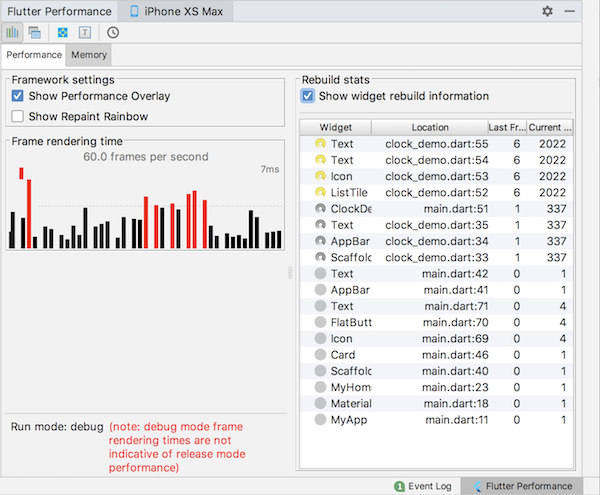 Flutter Performance
iPhone XS Max
Performance
Memory
Framework settings
Show Performance Overlay
Show Repaint Rainbow
Frame rendering time
60.0 frames per second
7ms
Run mode: debug
(note: debug mode frame
rendering times are not
indicative of release mode
performance)
Rebuild stats
Show widget rebuild information
Widget Location Last Fr... Current ...
Text clock_demo.dart:55 6 2022
Text clock_demo.dart:54 6 2022
Icon clock_demo.dart:53 6 2022
ListTile clock_demo.dart:52 6 2022
ClockDe main.dart:51 1 337
Text clock_demo.dart:35 1 337
AppBar clock_demo.dart:34 1 337
Scaffolc clock_demo.dart:33 1 337
Text main.dart:42 0 1
AppBar main.dart:41 0 1
Text main.dart:71 0 4
FlatButt main.dart:70 0 4
Icon main.dart:69 0 4
Card main.dart:46 0 1
Scaffolc main.dart:40 0 1
MyHom main.dart:23 0 1
Material main.dart:18 0 1
MyApp main.dart:11 0 1
1 Event Log
Flutter Performance